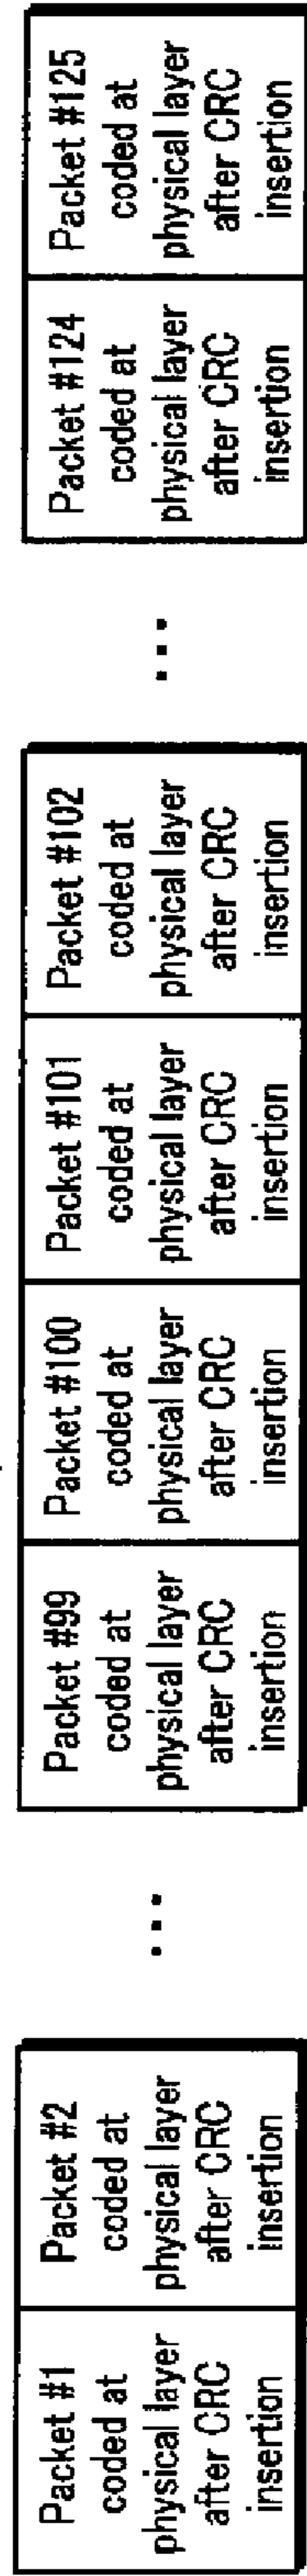 Packet #1
coded at
physical layer
after CRC
insertion
Packet #2
coded at
physical layer
after CRC
insertion
...
Packet #99
coded at
physical layer
after CRC
insertion
Packet #100
coded at
physical layer
after CRC
insertion
Packet #101
coded at
physical layer
after CRC
insertion
Packet #102
coded at
physical layer
after CRC
insertion
...
Packet #124
coded at
physical layer
after CRC
insertion
Packet #125
coded at
physical layer
after CRC
insertion